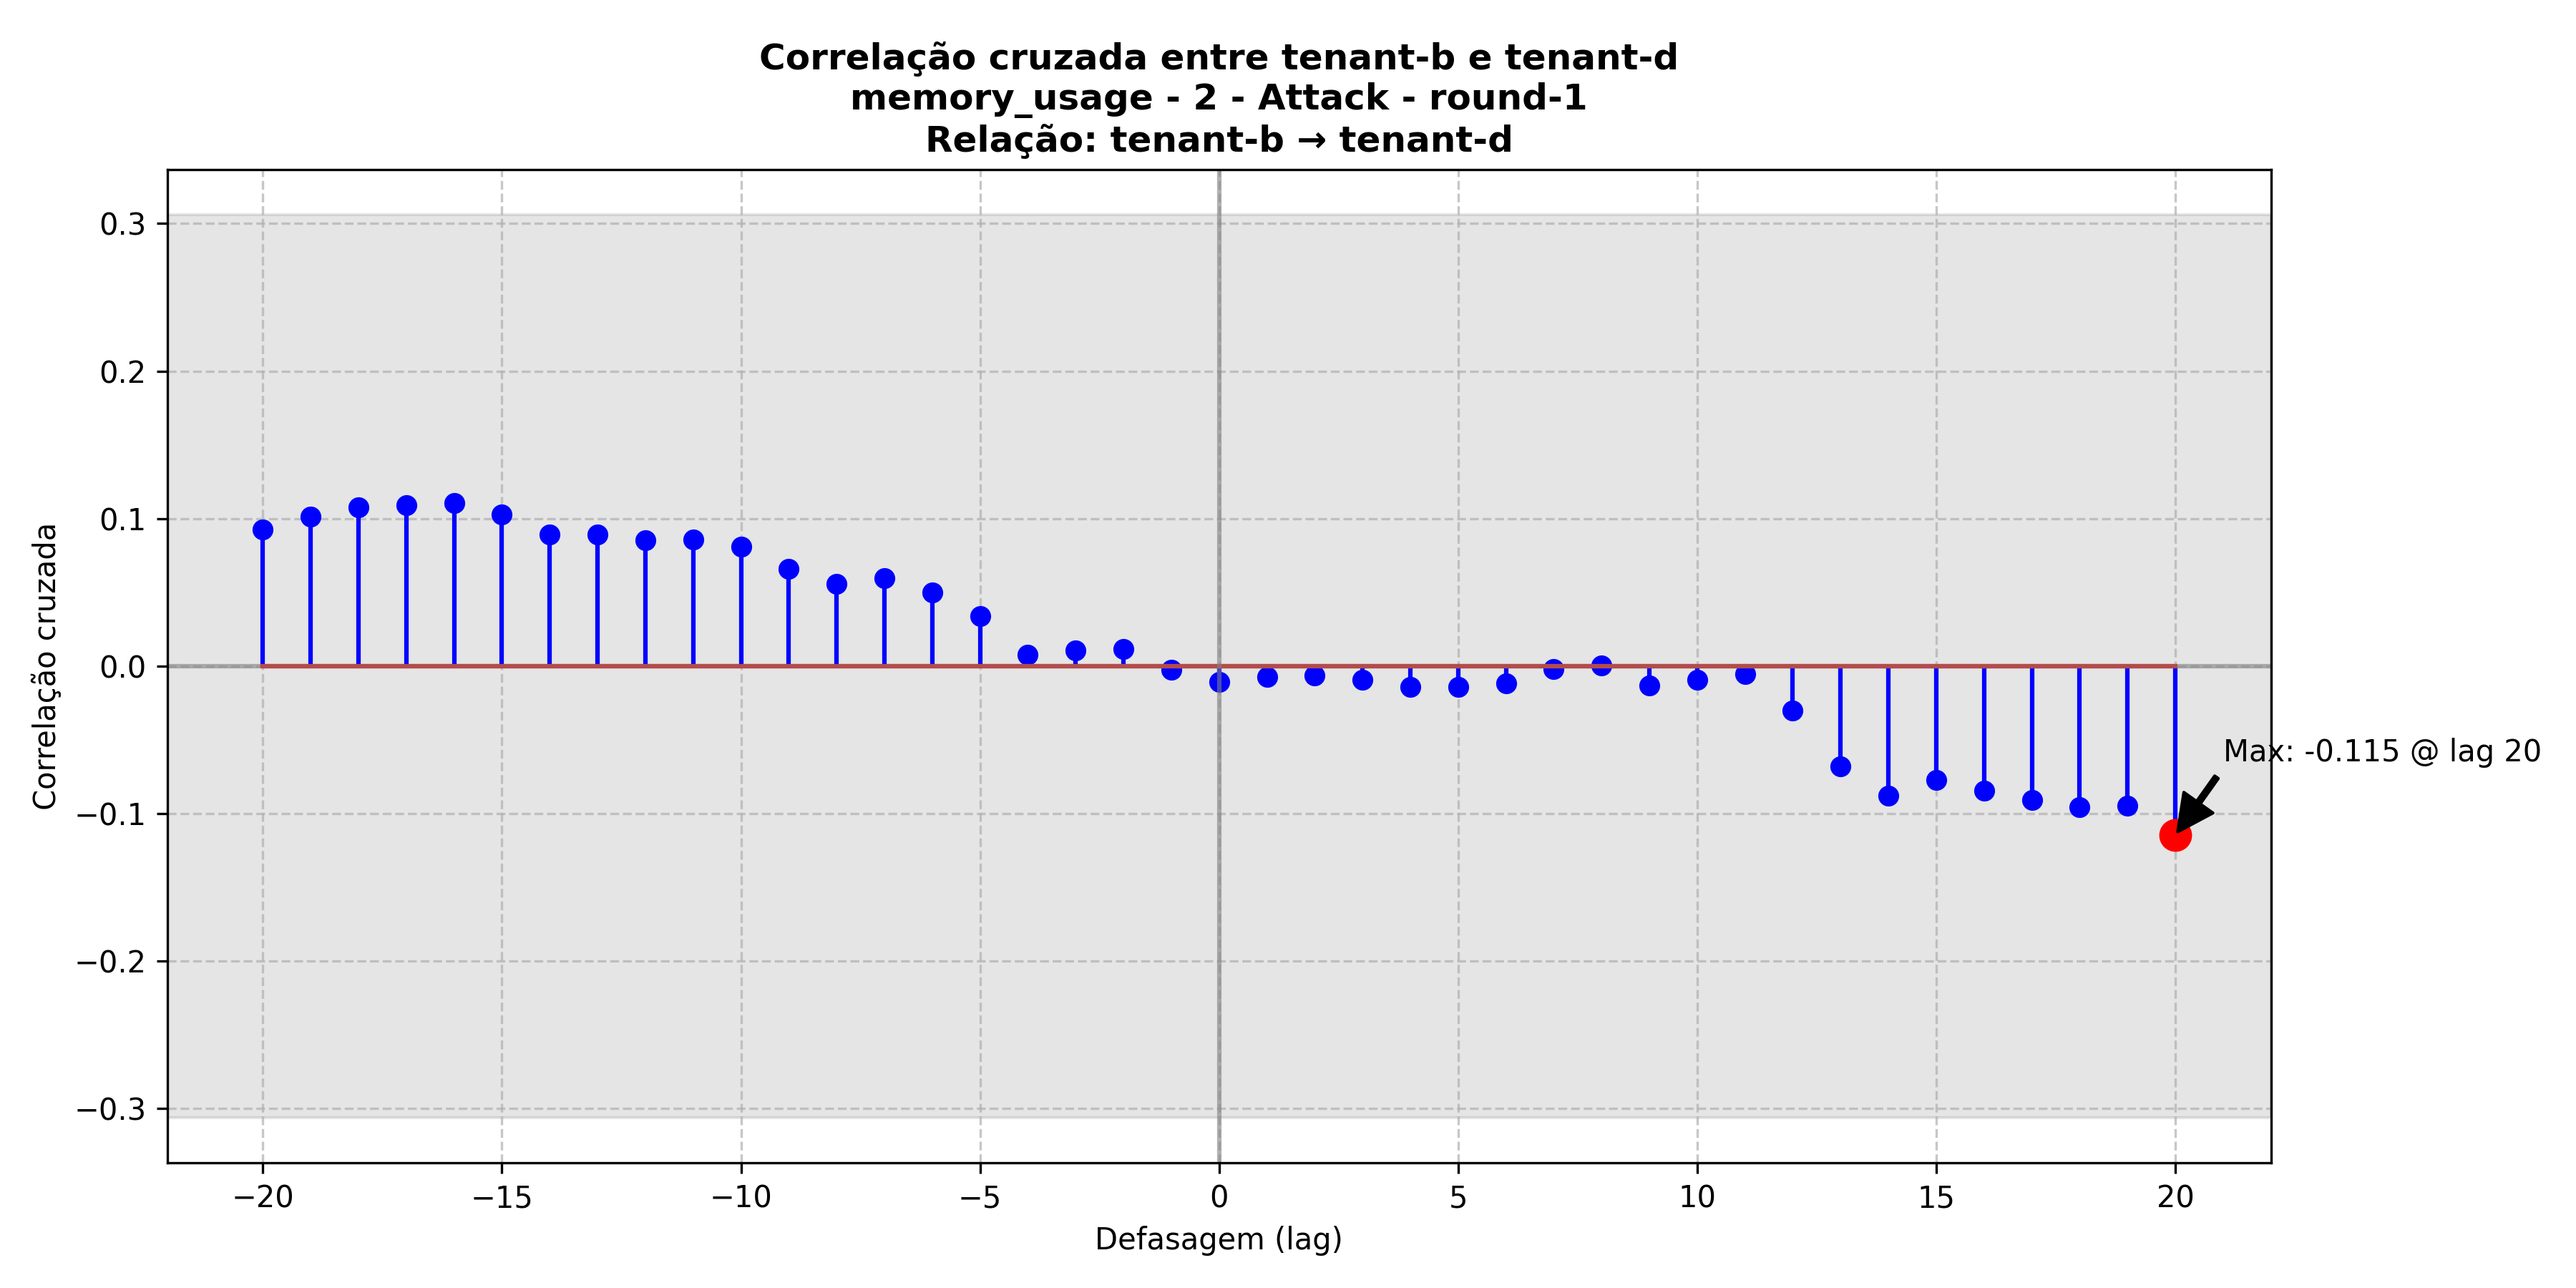 Correlação cruzada entre tenant-b e tenant-d
memory_usage - 2 - Attack - round-1
Relação: tenant-b → tenant-d
Correlação cruzada
0.3
0.2
0.1
0.0
−0.1
−0.2
−0.3
Max: -0.115 @ lag 20
−20
−15
−10
−5
0
5
10
15
20
Defasagem (lag)